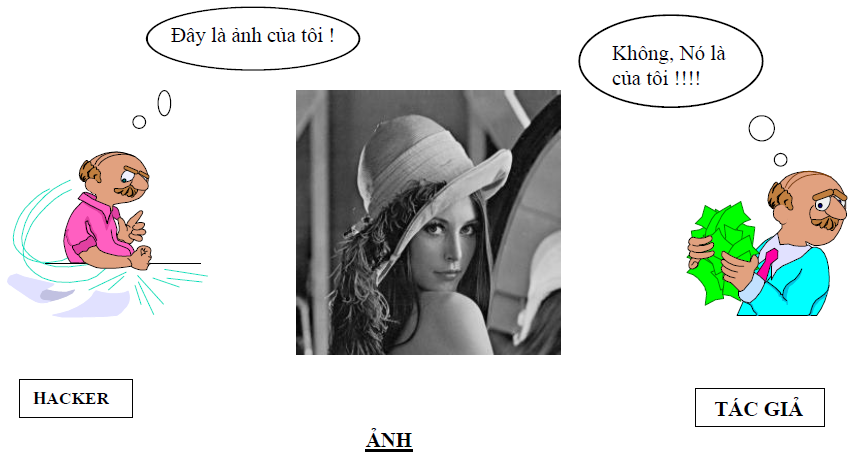 Đây là ảnh của tôi !
Không, Nó là
của tôi !!!!
HACKER
TÁC GIẢ
ẢNH